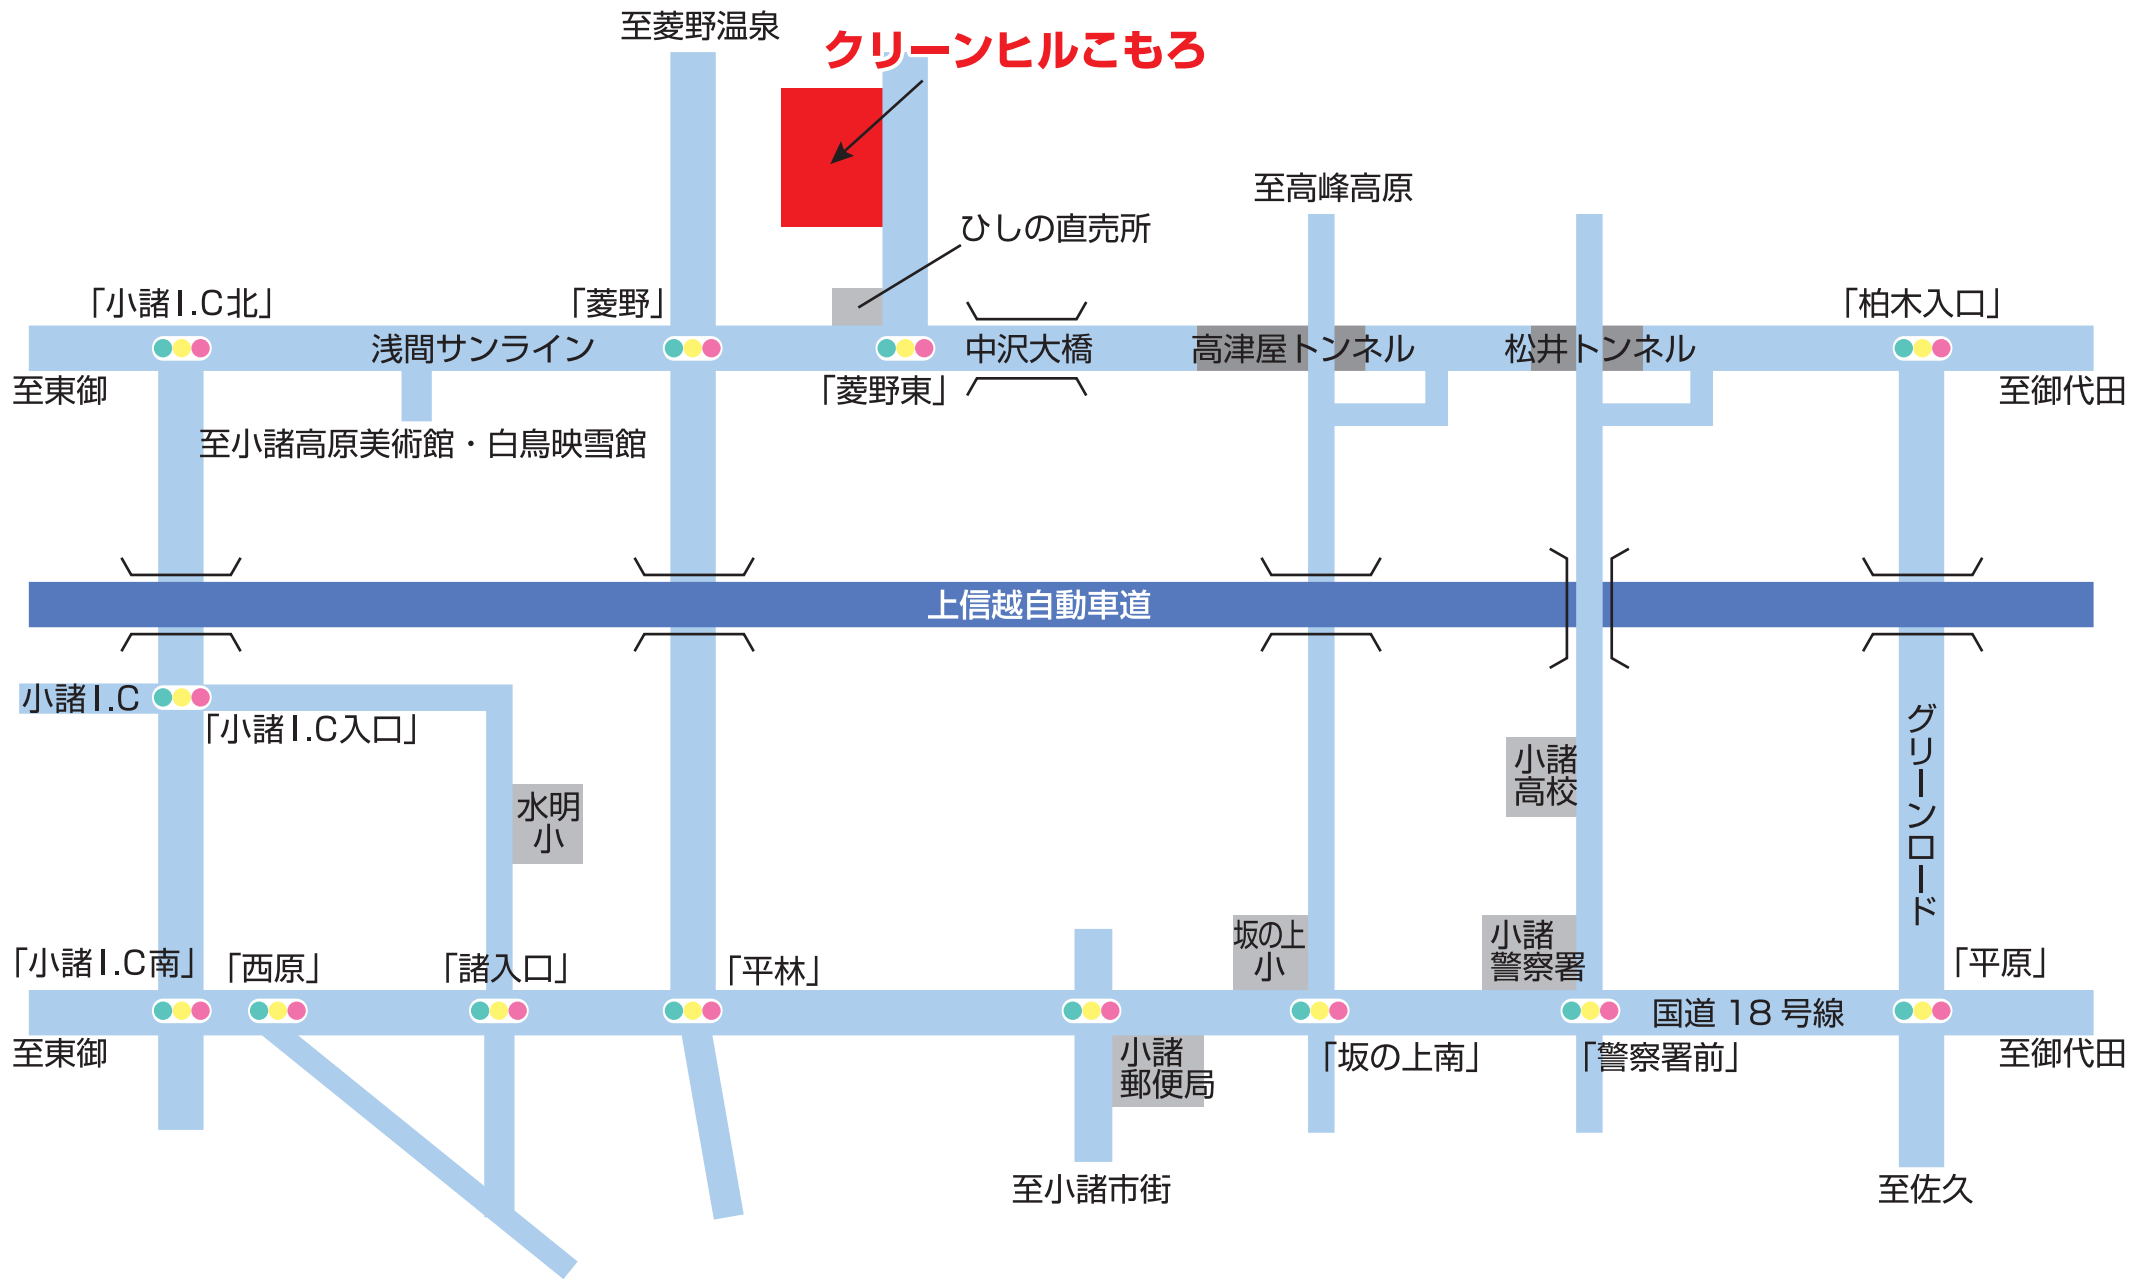 至菱野温泉
クリーンヒルこもろ
至高峰高原
ひしの直売所
「小諸I.C北」
「菱野」
「柏木入口」
浅間サンライン
中沢大橋
高津屋トンネル
松井トンネル
至東御
「菱野東」
至御代田
至小諸高原美術館・白鳥映雪館
上信越自動車道
小諸I.C
「小諸I.C入口」
グリーンロード
小諸
高校
水明
小
坂の上
小
小諸
警察署
「小諸I.C南」
「西原」
「諸入口」
「平林」
「平原」
国道18号線
至東御
小諸
郵便局
「坂の上南」
「警察署前」
至御代田
至小諸市街
至佐久